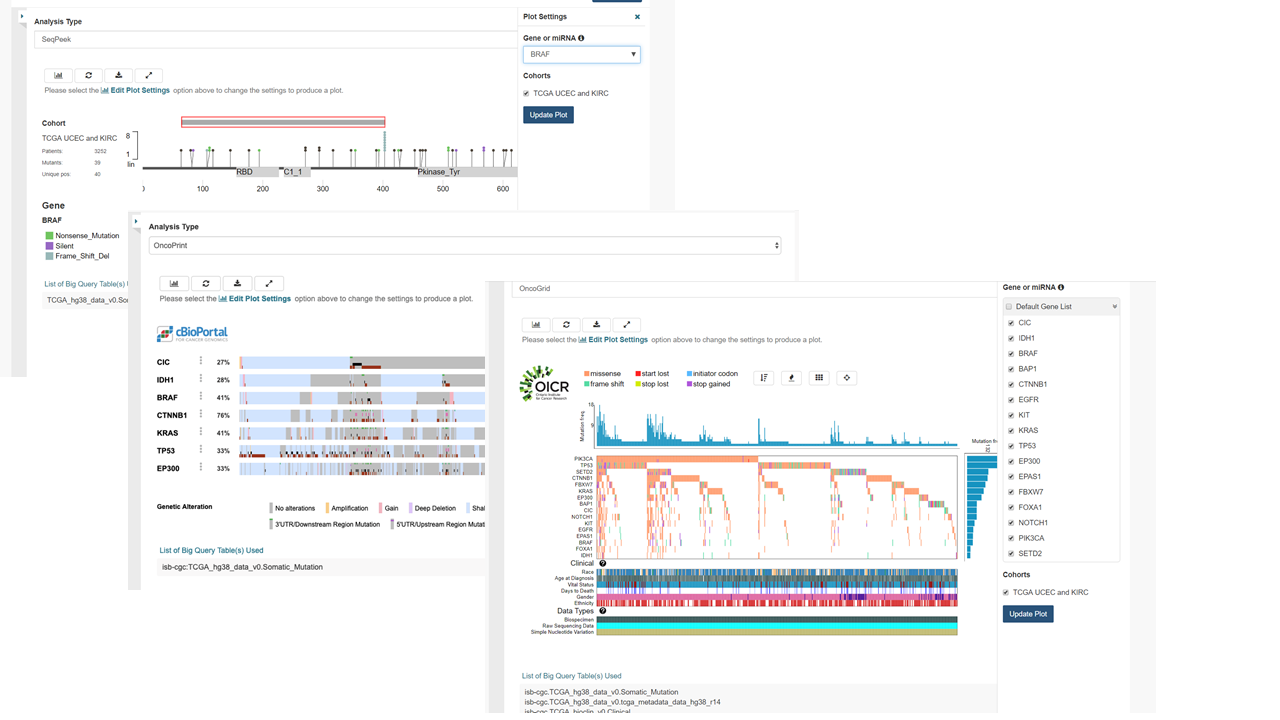 Analysis Type
SeqPeek
Please select the Edit Plot Settings option above to change the settings to produce a plot.
Cohort
TCGA UCEC and KIRC
Patients: 3252
Mutants: 39
Unique pos: 40
8
1
lin
RBD
C1_1
Pkinase_Tyr
100
200
300
400
500
600
Gene
BRAF
Nonsense_Mutation
Silent
Frame_Shift_Del
List of Big Query Table(s)
TCGA_hg38_data_v0.
Plot Settings
Gene or miRNA
BRAF
Cohorts
TCGA UCEC and KIRC
Update Plot
Analysis Type
OncoPrint
Please select the Edit Plot Settings option above to change the settings to produce a plot.
cBioPortal
FOR CANCER GENOMICS
CIC 27%
IDH1 28%
BRAF 41%
CTNNB1 76%
KRAS 41%
TP53 33%
EP300 33%
Genetic Alteration
No alterations
Amplification
Gain
Deep Deletion
3'UTR/Downstream Region Mutation
5'UTR/Upstream Region
List of Big Query Table(s) Used
isb-cgc.TCGA_hg38_data_v0.Somatic_Mutation
OncoGrid
Please select the Edit Plot Settings option above to change the settings to produce a plot.
OICR
Ontario Institute
for Cancer Research
missense
start lost
initiator codon
frame shift
stop lost
stop gained
Mutation freq
18
9
PIK3CA
TP53
SETD2
CTNNB1
FBXW7
KRAS
EP300
BAP1
CIC
NOTCH1
KIT
EGFR
EPAS1
BRAF
FOXA1
IDH1
Mutation
132
Clinical
Race
Age at Diagnosis
Vital Status
Days to Death
Gender
Ethnicity
Data Types
Biospecimen
Raw Sequencing Data
Simple Nucleotide Variation
List of Big Query Table(s) Used
isb-cgc.TCGA_hg38_data_v0.Somatic_Mutation
isb-cgc.TCGA_hg38_data_v0.tcga_metadata_data_hg38_r14
isb-cgc.TCGA_bioclin_v0.Clinical
Gene or miRNA
Default Gene List
CIC
IDH1
BRAF
BAP1
CTNNB1
EGFR
KIT
KRAS
TP53
EP300
EPAS1
FBXW7
FOXA1
NOTCH1
PIK3CA
SETD2
Cohorts
TCGA UCEC and KIRC
Update Plot